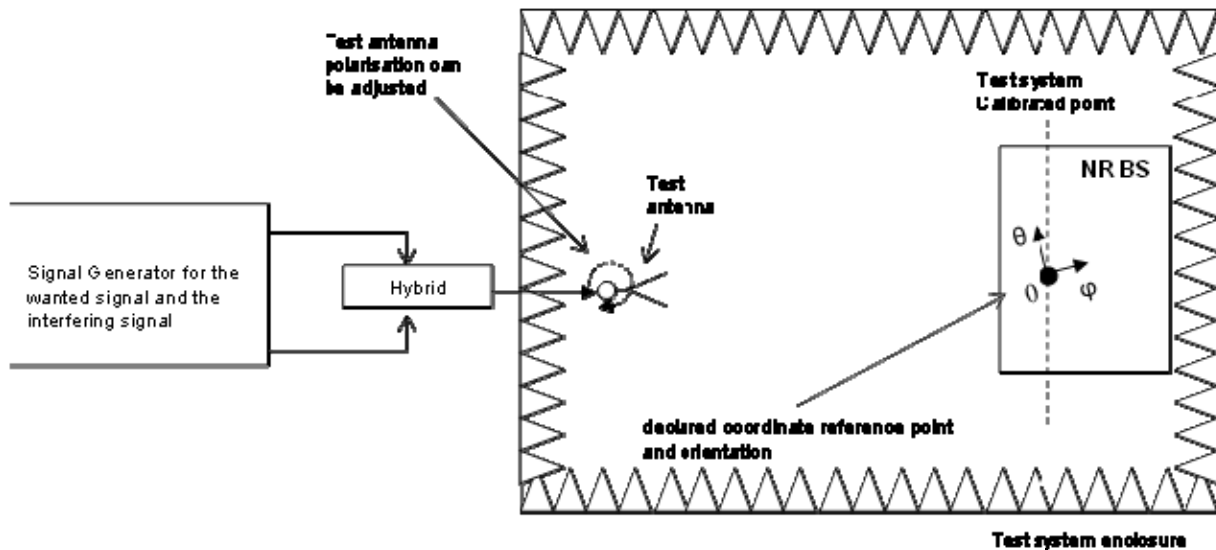 Test antenna
polarisation can
be adjusted
Test system
Calibrated point
NR BS
Test
antenna
θ
0
φ
Signal Generator for the
wanted signal and the
interfering signal
Hybrid
declared coordinate reference point
and orientation
Test system enclosure